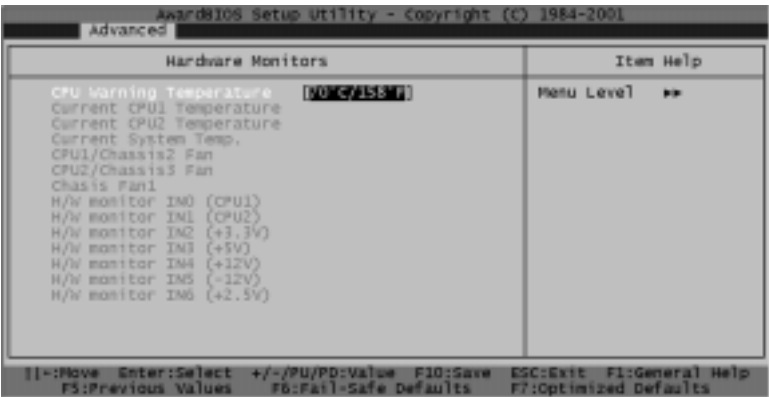 AwardBIOS Setup Utility - Copyright (C) 1984-2001
Advanced
Hardware Monitors
Item Help
CPU Warning Temperature [70°C/158°F]
Menu Level ▸▸
Current CPU1 Temperature
Current CPU2 Temperature
Current System Temp.
CPU1/Chassis2 Fan
CPU2/Chassis3 Fan
Chasis Fan1
H/W monitor IN0 (CPU1)
H/W monitor IN1 (CPU2)
H/W monitor IN2 (+3.3V)
H/W monitor IN3 (+5V)
H/W monitor IN4 (+12V)
H/W monitor IN5 (-12V)
H/W monitor IN6 (+2.5V)
:Move Enter:Select +/-/PU/PD:Value F10:Save ESC:Exit F1:General Help
F5:Previous Values F6:Fail-Safe Defaults F7:Optimized Defaults